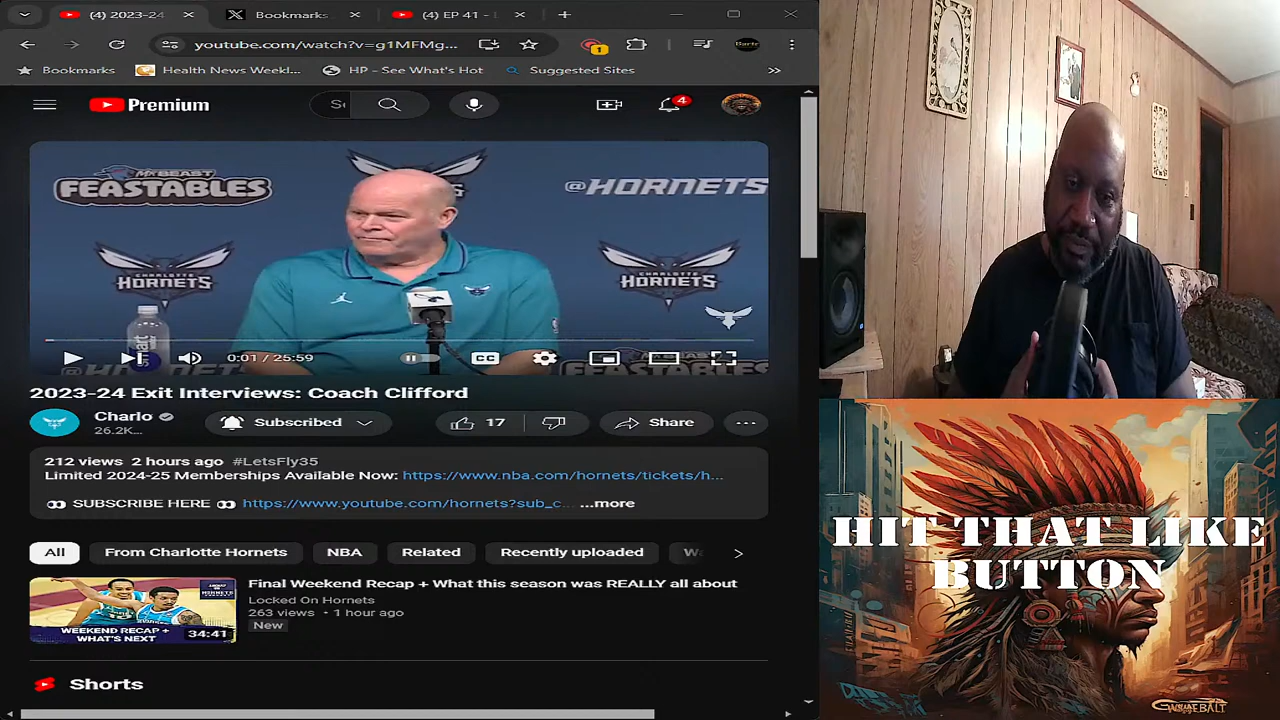 (4) 2023-24
Bookmarks
(4) EP 41 -
youtube.com/watch?v=g1MFMg...
1
Bookmarks
Health News Weekl...
HP - See What's Hot
Suggested Sites
Premium
4
MRBEAST
FEASTABLES
@HORNETS
CHARLOTTE
HORNETS
CHARLOTTE
HORNETS
0:01 / 25:59
CC
2023-24 Exit Interviews: Coach Clifford
Charlo
26.2K...
Subscribed
17
Share
212 views 2 hours ago #LetsFly35
Limited 2024-25 Memberships Available Now: https://www.nba.com/hornets/tickets/h...
SUBSCRIBE HERE https://www.youtube.com/hornets?sub_c... ...more
All
From Charlotte Hornets
NBA
Related
Recently uploaded
Final Weekend Recap + What this season was REALLY all about
Locked On Hornets
263 views • 1 hour ago
New
WEEKEND RECAP +
WHAT'S NEXT
34:41
Shorts
HIT THAT LIKE
BUTTON